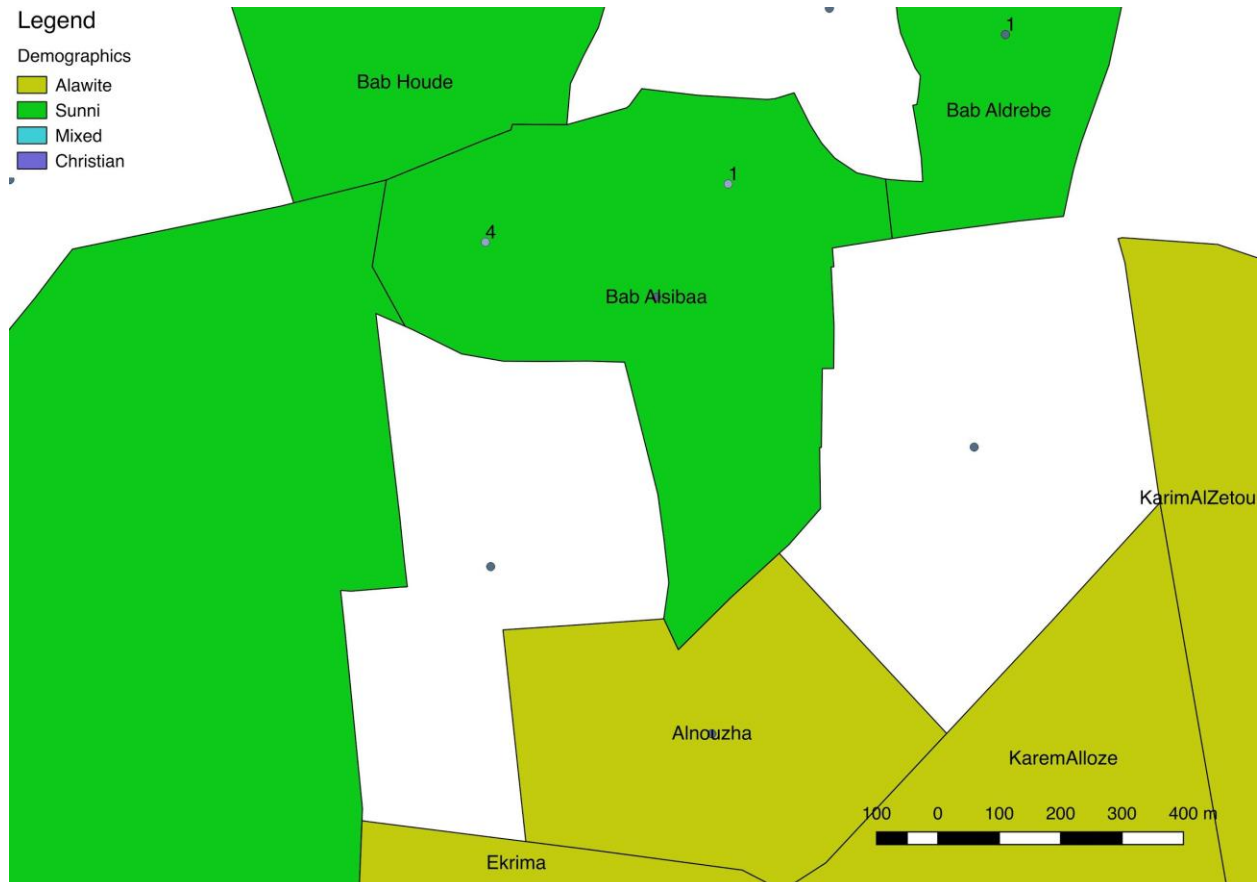 Legend
Demographics
Alawite
Sunni
Mixed
Christian
Bab Houde
1
Bab Aldrebe
1
4
Bab Alsibaa
KarimAlZetou
Alnouzha
KaremAlloze
100 0 100 200 300 400 m
Ekrima